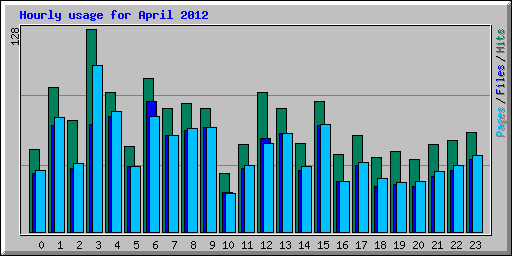 Hourly usage for April 2012
128
Pages/Files/Hits
0 1 2 3 4 5 6 7 8 9 10 11 12 13 14 15 16 17 18 19 20 21 22 23